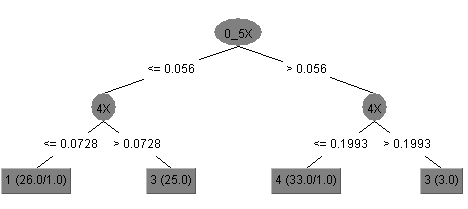 0_5X
<= 0.056 > 0.056
4X 4X
<= 0.0728 > 0.0728 <= 0.1993 > 0.1993
1 (26.0/1.0) 3 (25.0) 4 (33.0/1.0) 3 (3.0)